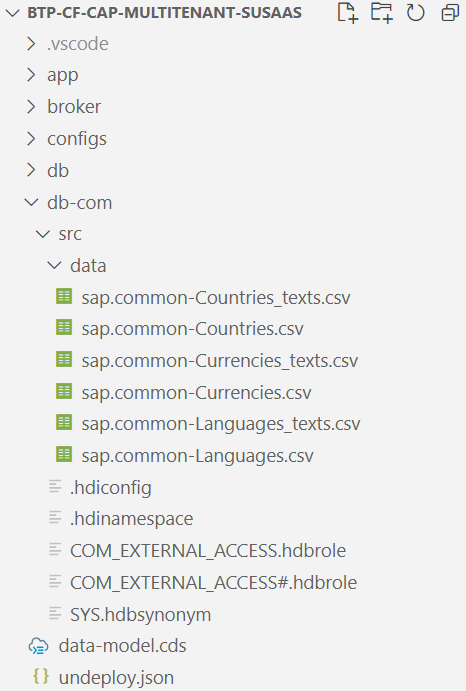 BTP-CF-CAP-MULTITENANT-SUSAAS
.vscode
app
broker
configs
db
db-com
src
data
sap.common-Countries_texts.csv
sap.common-Countries.csv
sap.common-Currencies_texts.csv
sap.common-Currencies.csv
sap.common-Languages_texts.csv
sap.common-Languages.csv
.hdiconfig
.hdinamespace
COM_EXTERNAL_ACCESS.hdbrole
COM_EXTERNAL_ACCESS#.hdbrole
SYS.hdbsynonym
data-model.cds
undeploy.json